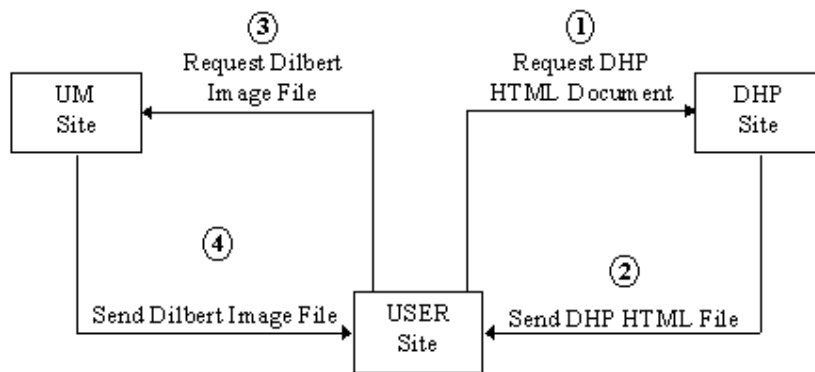 3
Request Dilbert
Image File
1
Request DHP
HTML Document
UM
Site
DHP
Site
4
Send Dilbert Image File
2
Send DHP HTML File
USER
Site